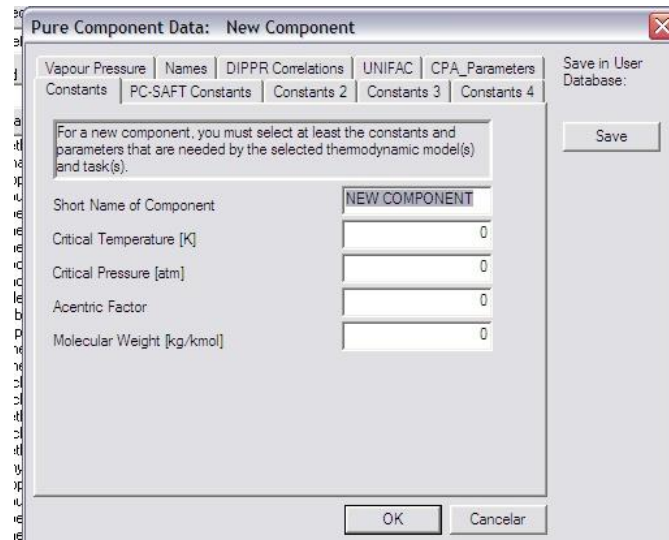 Pure Component Data: New Component
Vapour Pressure Names DIPPR Correlations UNIFAC CPA_Parameters
Constants PC-SAFT Constants Constants 2 Constants 3 Constants 4
Save in User
Database:
Save
For a new component, you must select at least the constants and
parameters that are needed by the selected thermodynamic model(s)
and task(s).
Short Name of Component NEW COMPONENT
Critical Temperature [K] 0
Critical Pressure [atm] 0
Acentric Factor 0
Molecular Weight [kg/kmol] 0
OK Cancelar